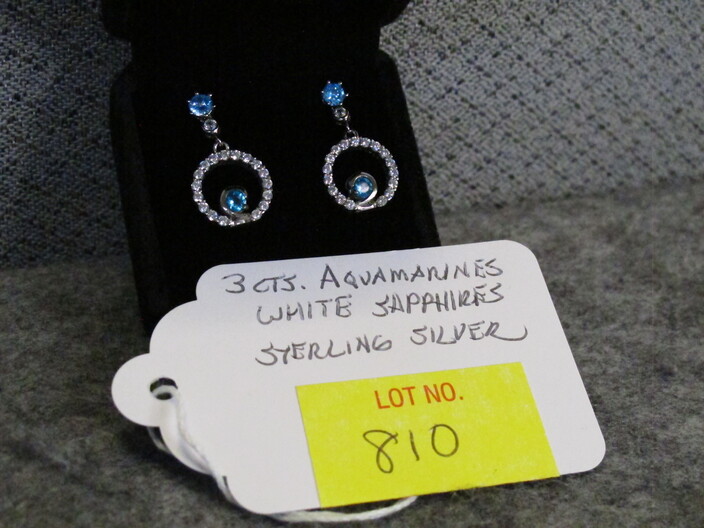 3 CTS. AQUAMARINES
WHITE SAPPHIRES
STERLING SILVER
LOT NO.
810